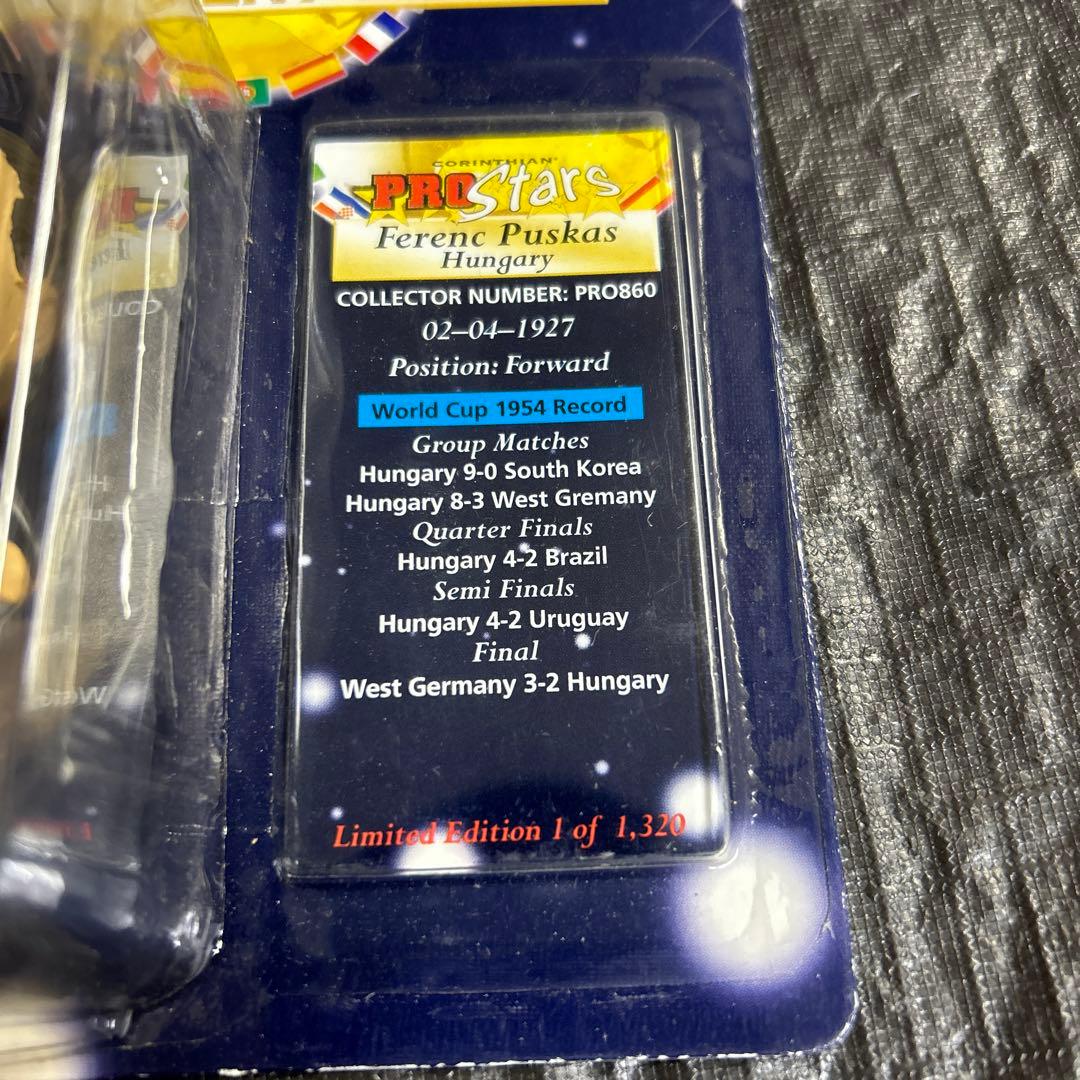 CORINTHIAN
PROStars
Ferenc Puskas
Hungary
COLLECTOR NUMBER: PRO860
02–04–1927
Position: Forward
World Cup 1954 Record
Group Matches
Hungary 9-0 South Korea
Hungary 8-3 West Gremany
Quarter Finals
Hungary 4-2 Brazil
Semi Finals
Hungary 4-2 Uruguay
Final
West Germany 3-2 Hungary
Limited Edition 1 of 1,320